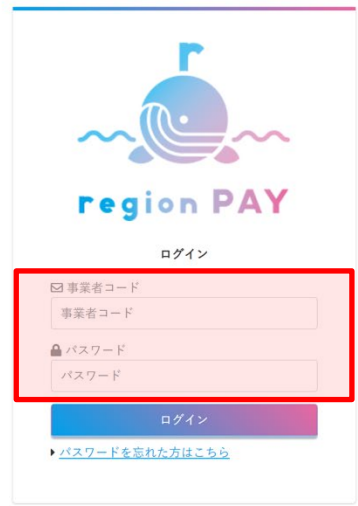 r
region PAY
ログイン
事業者コード
事業者コード
パスワード
パスワード
ログイン
パスワードを忘れた方はこちら